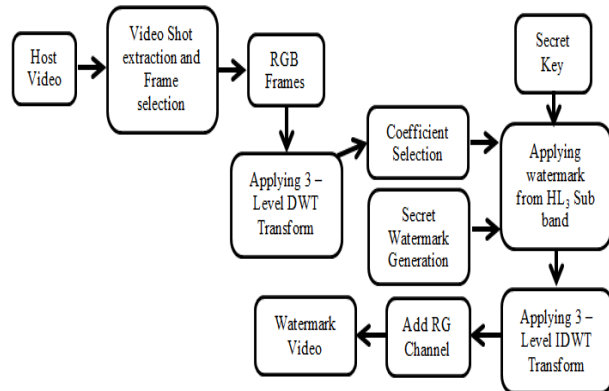 Host
Video
Video Shot
extraction and
Frame
selection
RGB
Frames
Secret
Key
Applying 3 –
Level DWT
Transform
Coefficient
Selection
Secret
Watermark
Generation
Applying
watermark
from HL₃ Sub
band
Applying 3 –
Level IDWT
Transform
Add RG
Channel
Watermark
Video